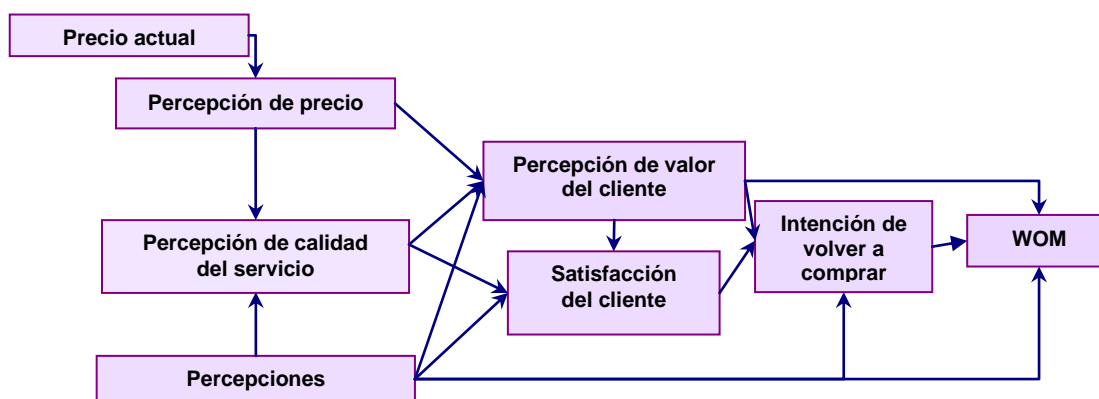 Precio actual
Percepción de precio
Percepción de valor
del cliente
Percepción de calidad
del servicio
Intención de
volver a
comprar
WOM
Satisfacción
del cliente
Percepciones